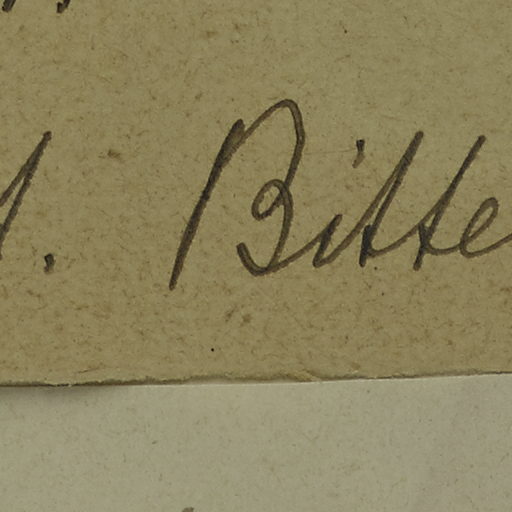 . Bitte